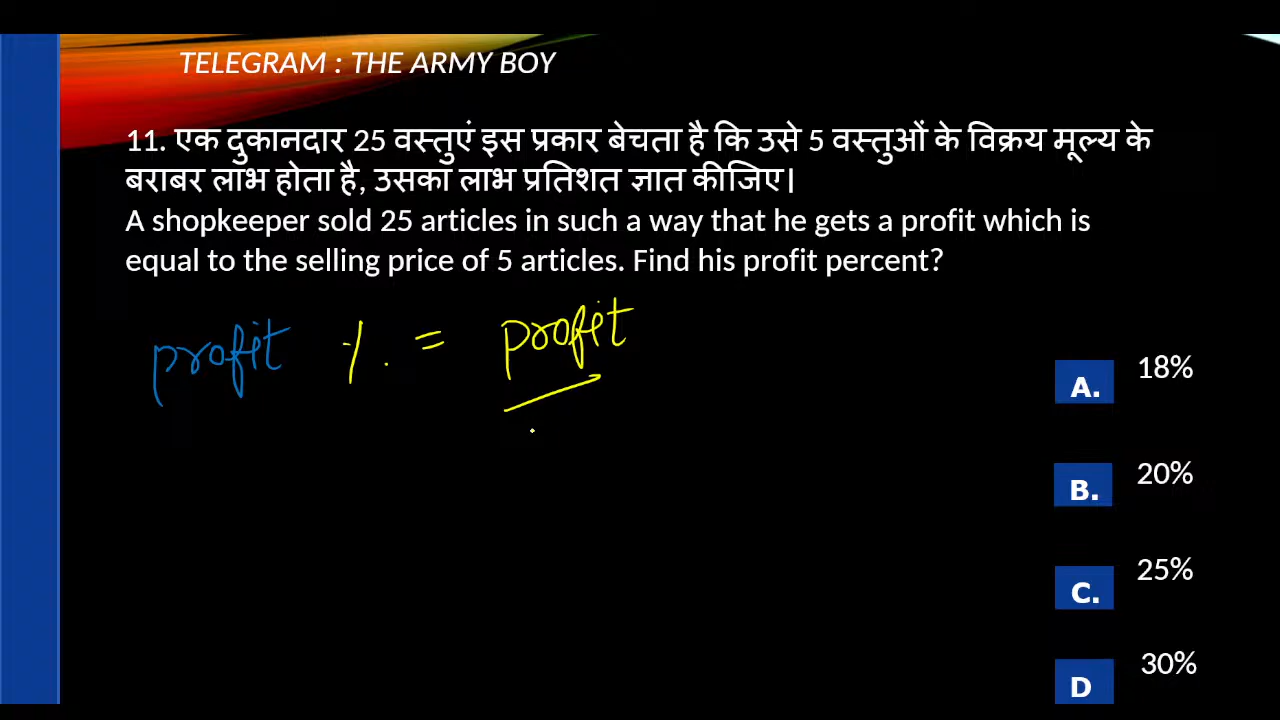 TELEGRAM : THE ARMY BOY
11. एक दुकानदार 25 वस्तुएं इस प्रकार बेचता है कि उसे 5 वस्तुओं के विक्रय मूल्य के
बराबर लाभ होता है, उसका लाभ प्रतिशत ज्ञात कीजिए।
A shopkeeper sold 25 articles in such a way that he gets a profit which is
equal to the selling price of 5 articles. Find his profit percent?
profit % = profit
A. 18%
B. 20%
C. 25%
D 30%